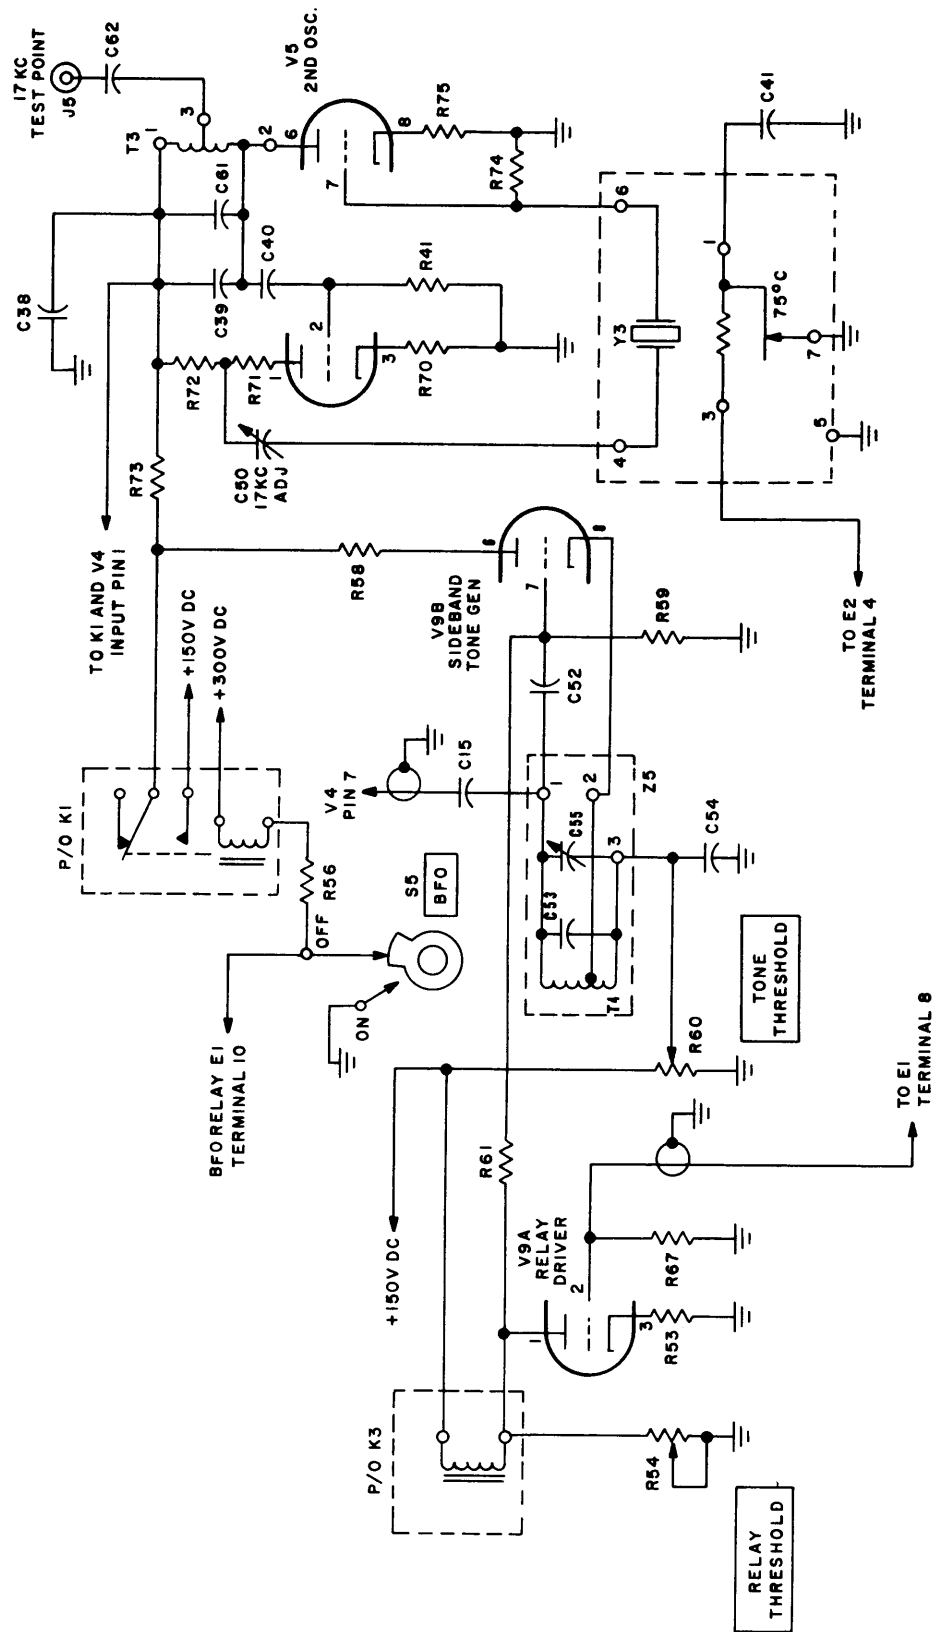 P/O K3
R54
RELAY
THRESHOLD
+150V DC
V9A
RELAY
DRIVER
1
2
3
R53
R67
TO E1
TERMINAL 8
R61
BFO RELAY E1
TERMINAL 10
ON
OFF
S5
BFO
R56
P/O K1
+150V DC
+300V DC
TO K1 AND V4
INPUT PIN 1
R60
TONE
THRESHOLD
T4
C53
C55
1
2
3
Z5
C54
V4
PIN 7
C15
C52
V9B
SIDEBAND
TONE GEN
6
7
8
R58
R59
TO E2
TERMINAL 4
R73
C50
17KC
ADJ
R72
R71
1
2
3
R70
R41
C38
C39
C40
C61
T3
1
2
3
17KC
TEST POINT
J5
C62
V5
2ND OSC.
6
7
8
R75
R74
4
6
Y3
3
1
75°C
7
5
C41